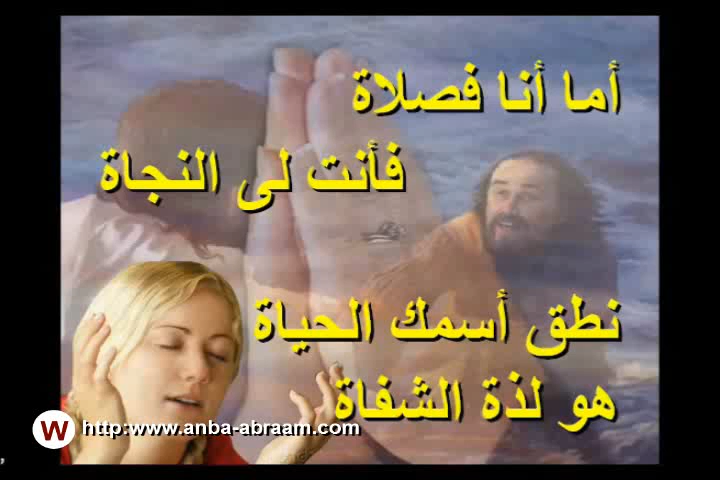 أما أنا فصلاة
فأنت لى النجاة
نطق أسمك الحياة
هو لذة الشفاة
W http:www.anba-abraam.com